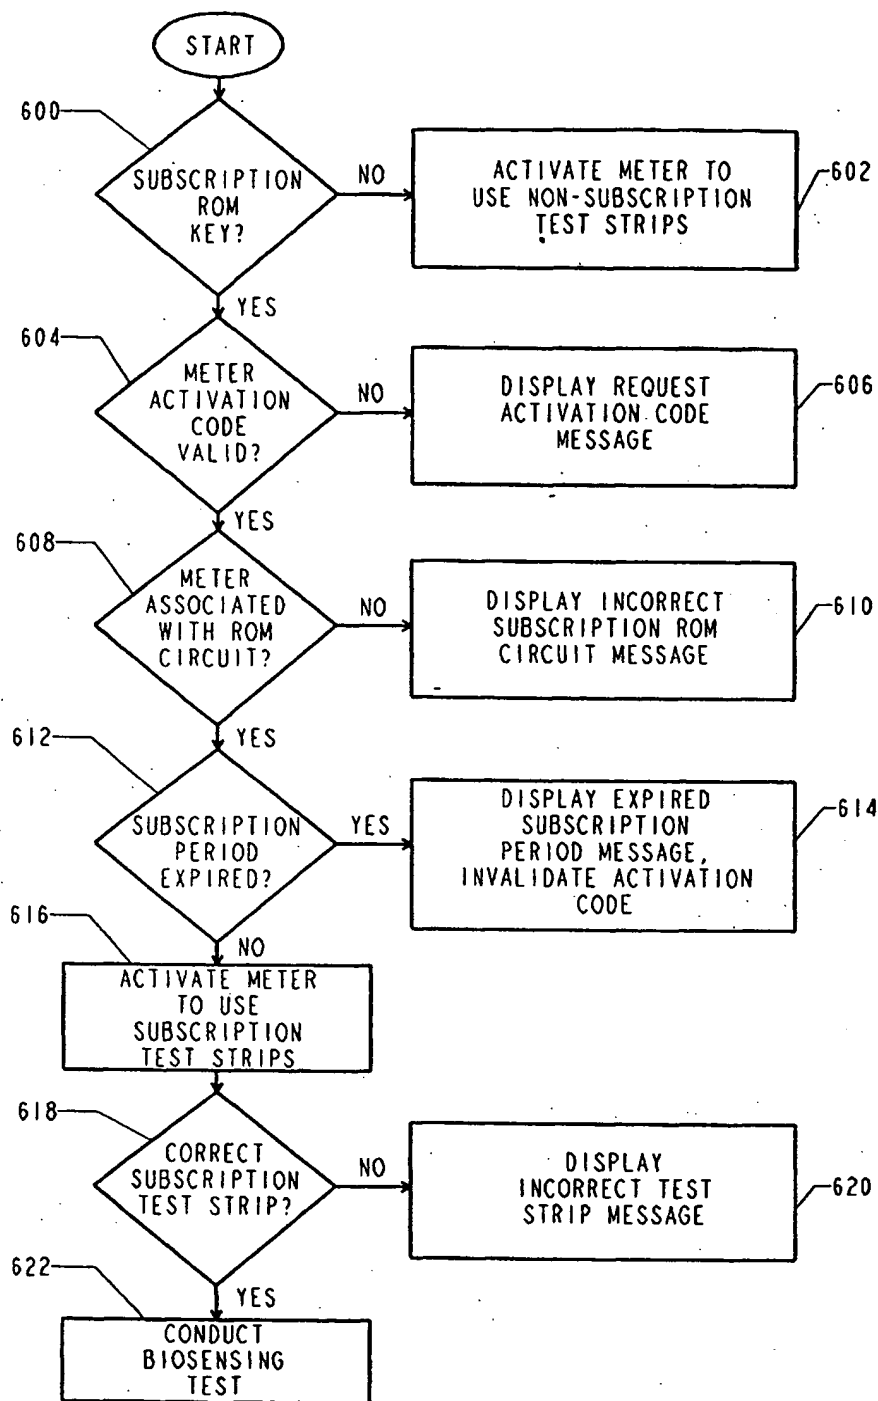 START
600
SUBSCRIPTION
ROM
KEY?
NO
ACTIVATE METER TO
USE NON-SUBSCRIPTION
TEST STRIPS
602
YES
604
METER
ACTIVATION
CODE
VALID?
NO
DISPLAY REQUEST
ACTIVATION CODE
MESSAGE
606
YES
608
METER
ASSOCIATED
WITH ROM
CIRCUIT?
NO
DISPLAY INCORRECT
SUBSCRIPTION ROM
CIRCUIT MESSAGE
610
YES
612
SUBSCRIPTION
PERIOD
EXPIRED?
YES
DISPLAY EXPIRED
SUBSCRIPTION
PERIOD MESSAGE,
INVALIDATE ACTIVATION
CODE
614
NO
616
ACTIVATE METER
TO USE
SUBSCRIPTION
TEST STRIPS
618
CORRECT
SUBSCRIPTION
TEST STRIP?
NO
DISPLAY
INCORRECT TEST
STRIP MESSAGE
620
YES
622
CONDUCT
BIOSENSING
TEST